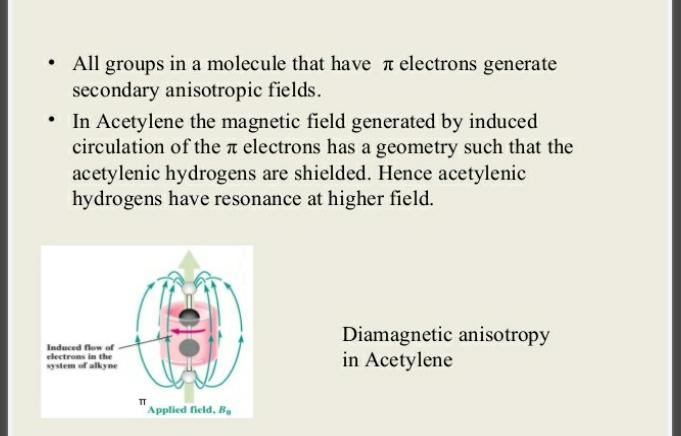 • All groups in a molecule that have π electrons generate
secondary anisotropic fields.
• In Acetylene the magnetic field generated by induced
circulation of the π electrons has a geometry such that the
acetylenic hydrogens are shielded. Hence acetylenic
hydrogens have resonance at higher field.
Induced flow of
electrons in the
system of alkyne
π
Applied field, B₀
Diamagnetic anisotropy
in Acetylene